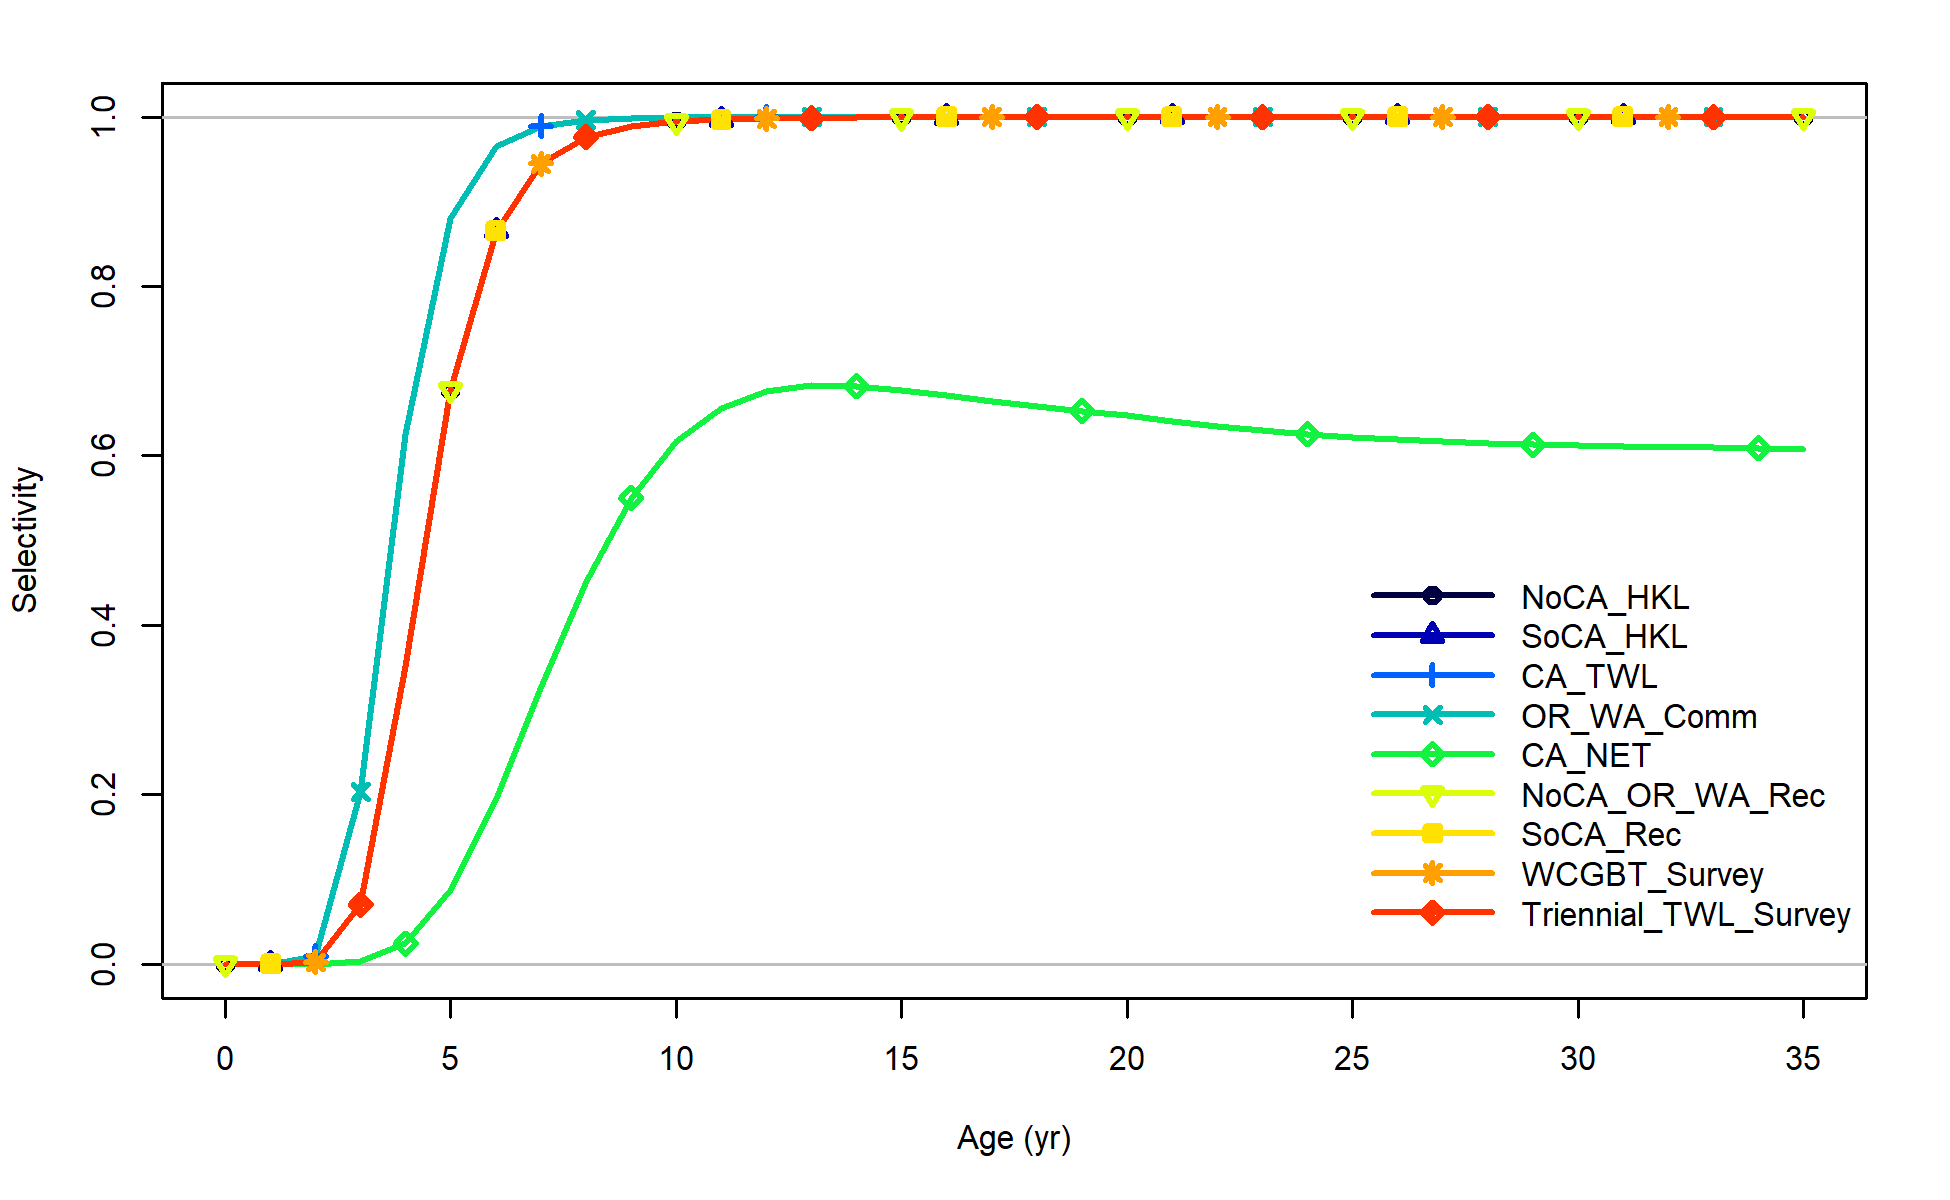 Selectivity
1.0
0.8
0.6
0.4
0.2
0.0
NoCA_HKL
SoCA_HKL
CA_TWL
OR_WA_Comm
CA_NET
NoCA_OR_WA_Rec
SoCA_Rec
WCGBT_Survey
Triennial_TWL_Survey
0 5 10 15 20 25 30 35
Age (yr)